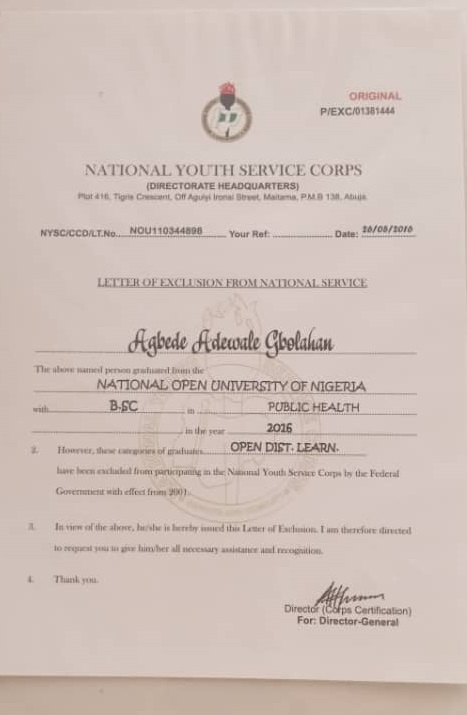 ORIGINAL
P/EXC/01381444
NATIONAL YOUTH SERVICE CORPS
(DIRECTORATE HEADQUARTERS)
Plot 416, Tigris Crescent, Off Aguiyi Ironsi Street, Maitama, P.M.B 138, Abuja.
NYSC/CCD/LT.No... NOU110344898 Your Ref: Date:
LETTER OF EXCLUSION FROM NATIONAL SERVICE
Agbede Adewale Gbolahan
The above named person graduated from the
NATIONAL OPEN UNIVERSITY OF NIGERIA
with B.SC in PUBLIC HEALTH
in the year 2016
2. However, these categories of graduates OPEN DIST. LEARN.
have been excluded from participating in the National Youth Service Corps by the Federal
Government with effect from 2001.
3. In view of the above, he/she is hereby issued this Letter of Exclusion. I am therefore directed
to request you to give him/her all necessary assistance and recognition.
4. Thank you.
Director (Corps Certification)
For: Director-General